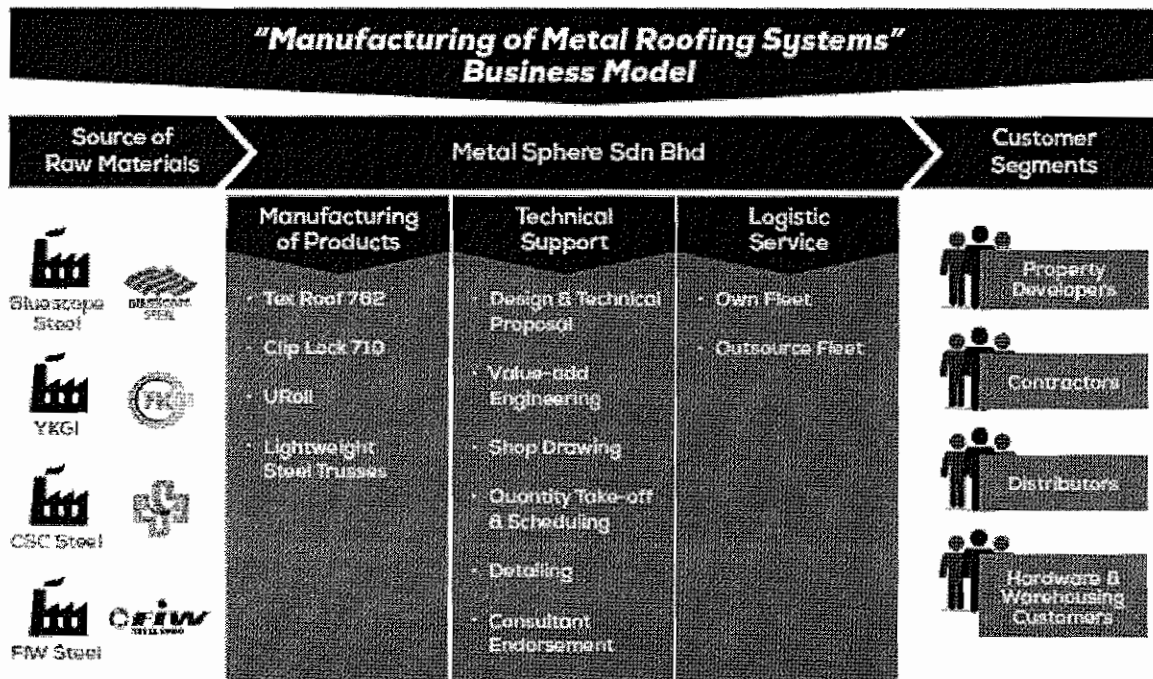 "Manufacturing of Metal Roofing Systems"
Business Model
Source of
Raw Materials
Metal Sphere Sdn Bhd
Customer
Segments
Bluescope
Steel
BLUESCOPE
STEEL
YKGI
CSC Steel
FIW
FIW Steel
Manufacturing
of Products
· Tex Roof 762
· Clip Lock 710
· URoll
· Lightweight
Steel Trusses
Technical
Support
· Design & Technical
Proposal
· Value-add
Engineering
· Shop Drawing
· Quantity Take-off
& Scheduling
· Detailing
· Consultant
Endorsement
Logistic
Service
· Own Fleet
· Outsource Fleet
Property
Developers
Contractors
Distributors
Hardware &
Warehousing
Customers